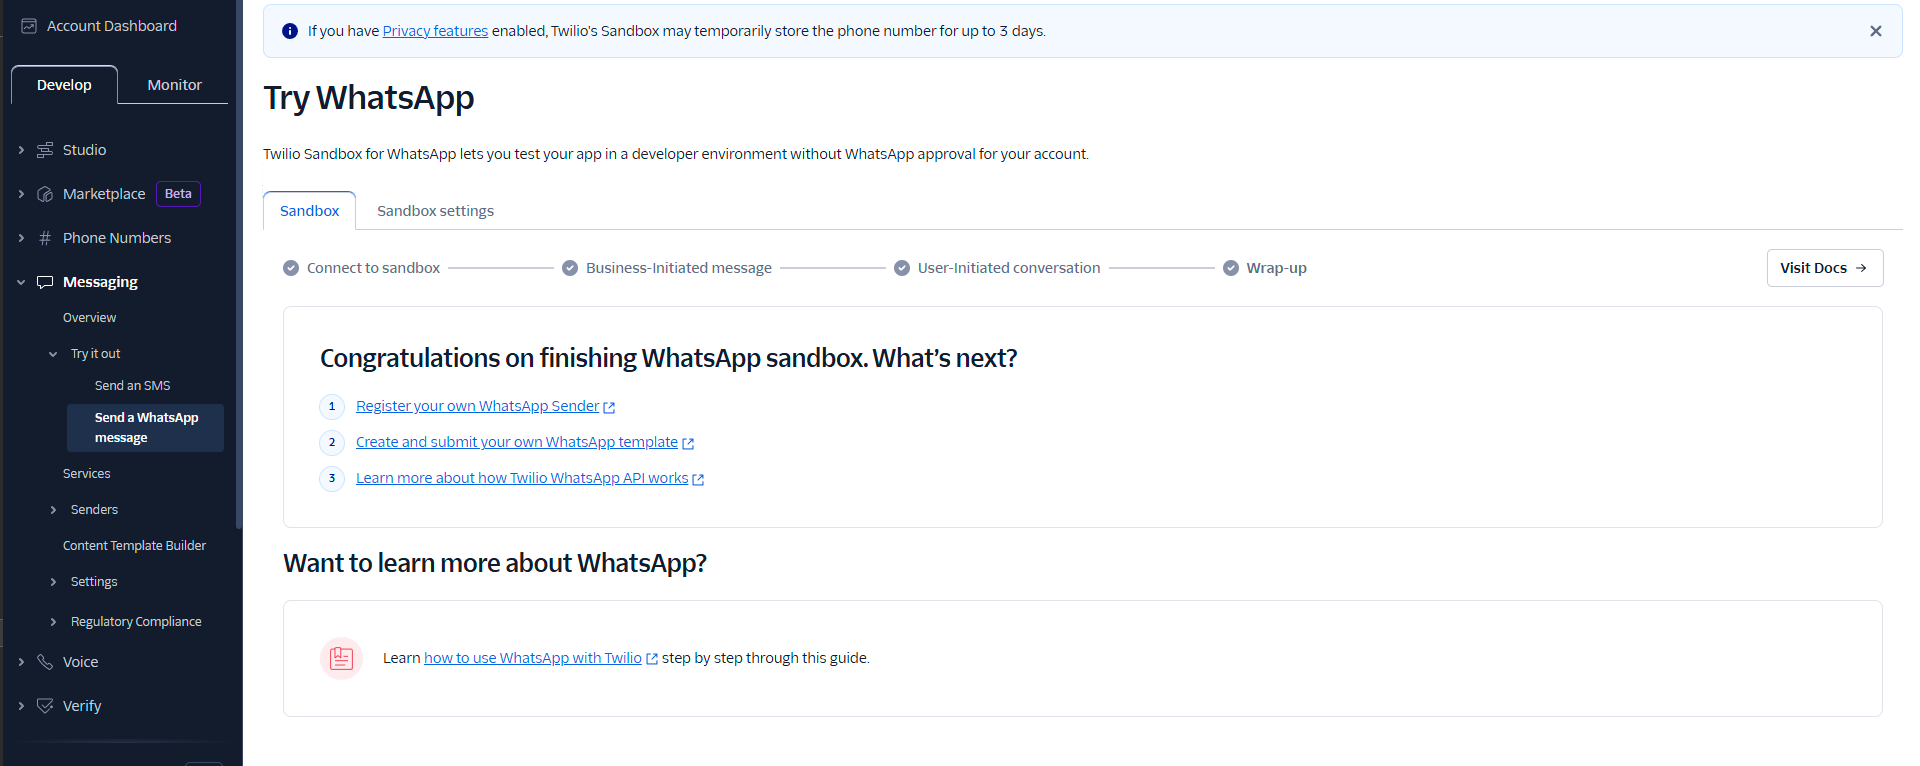 Account Dashboard
Develop
Monitor
Studio
Marketplace
Beta
Phone Numbers
Messaging
Overview
Try it out
Send an SMS
Send a WhatsApp
message
Services
Senders
Content Template Builder
Settings
Regulatory Compliance
Voice
Verify
If you have Privacy features enabled, Twilio's Sandbox may temporarily store the phone number for up to 3 days.
Try WhatsApp
Twilio Sandbox for WhatsApp lets you test your app in a developer environment without WhatsApp approval for your account.
Sandbox
Sandbox settings
Connect to sandbox
Business-Initiated message
User-Initiated conversation
Wrap-up
Visit Docs
Congratulations on finishing WhatsApp sandbox. What's next?
1 Register your own WhatsApp Sender
2 Create and submit your own WhatsApp template
3 Learn more about how Twilio WhatsApp API works
Want to learn more about WhatsApp?
Learn how to use WhatsApp with Twilio step by step through this guide.